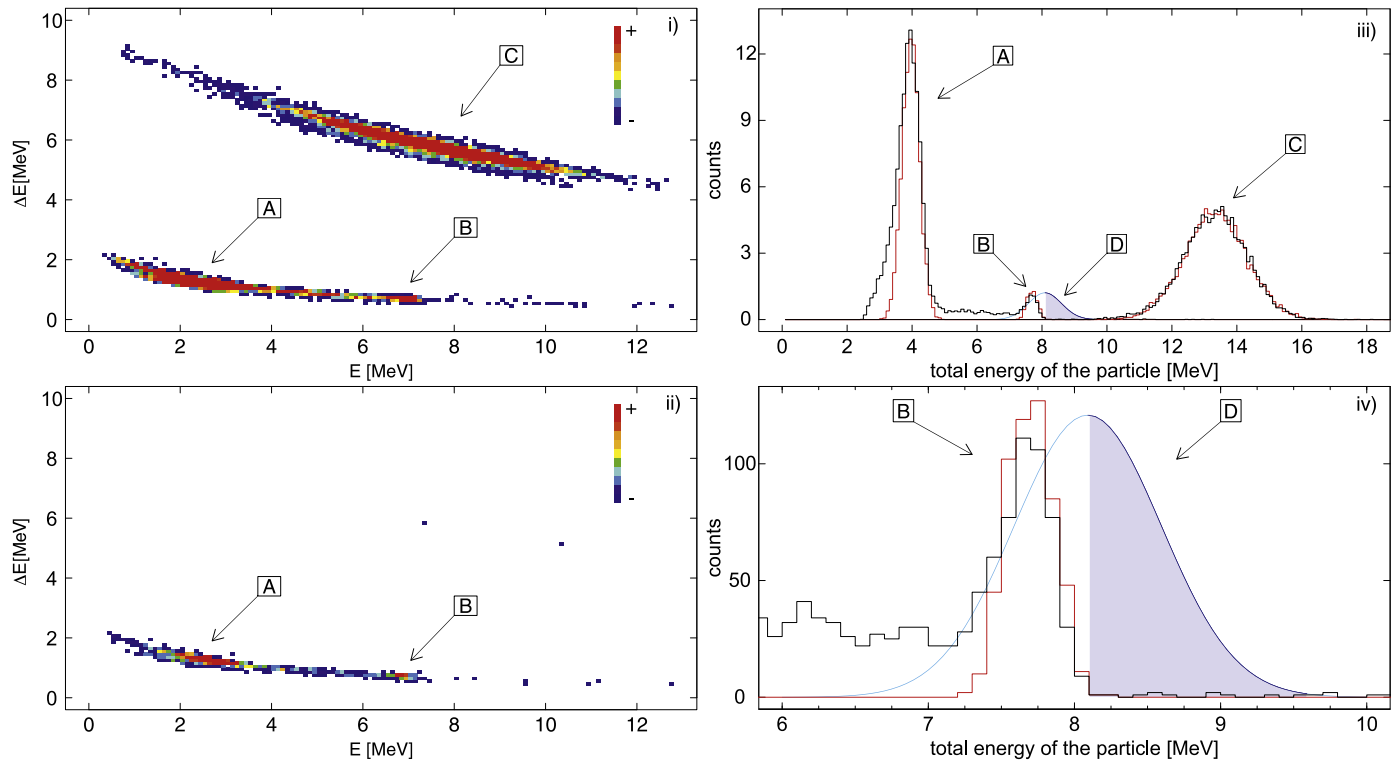 10
8
6
4
2
0
ΔE[MeV]
+
-
i)
C
A
B
0 2 4 6 8 10 12
E [MeV]
10
8
6
4
2
0
ΔE[MeV]
+
-
ii)
A
B
0 2 4 6 8 10 12
E [MeV]
12
9
6
3
0
counts
iii)
A
C
B
D
0 2 4 6 8 10 12 14 16 18
total energy of the particle [MeV]
100
50
0
counts
iv)
B
D
6 7 8 9 10
total energy of the particle [MeV]